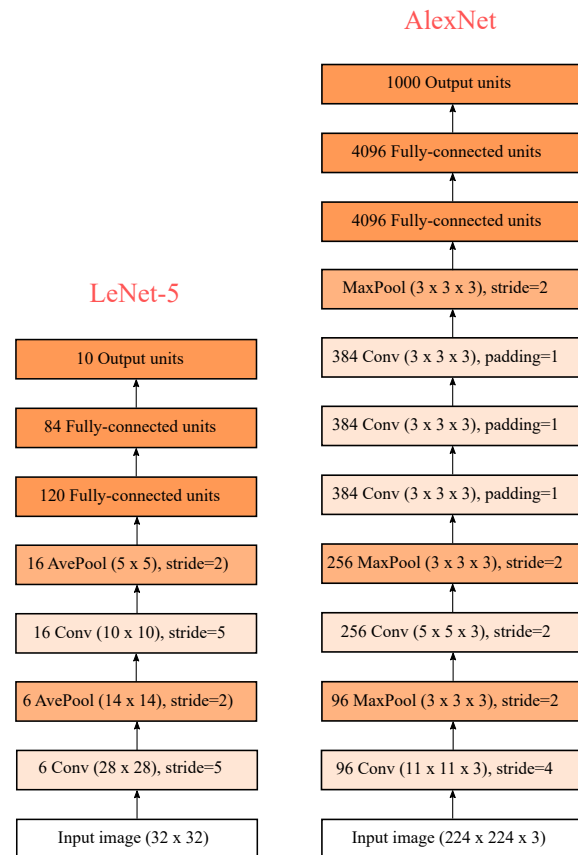 AlexNet
1000 Output units
4096 Fully-connected units
4096 Fully-connected units
MaxPool (3 x 3 x 3), stride=2
384 Conv (3 x 3 x 3), padding=1
384 Conv (3 x 3 x 3), padding=1
384 Conv (3 x 3 x 3), padding=1
256 MaxPool (3 x 3 x 3), stride=2
256 Conv (5 x 5 x 3), stride=2
96 MaxPool (3 x 3 x 3), stride=2
96 Conv (11 x 11 x 3), stride=4
Input image (224 x 224 x 3)
LeNet-5
10 Output units
84 Fully-connected units
120 Fully-connected units
16 AvePool (5 x 5), stride=2)
16 Conv (10 x 10), stride=5
6 AvePool (14 x 14), stride=2)
6 Conv (28 x 28), stride=5
Input image (32 x 32)